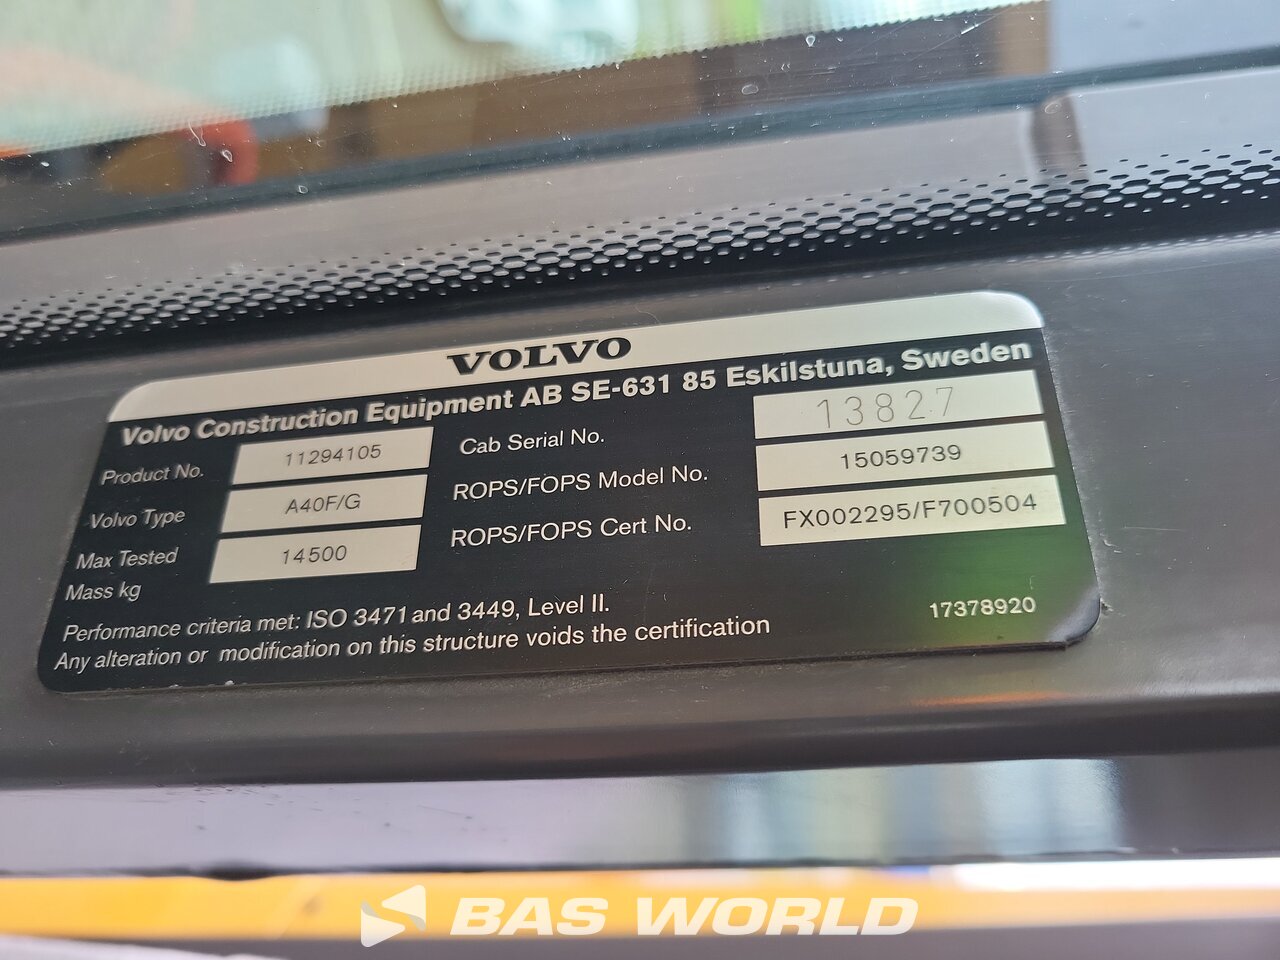 VOLVO
Volvo Construction Equipment AB SE-631 85 Eskilstuna, Sweden
Product No. 11294105 Cab Serial No. 13827
Volvo Type A40F/G ROPS/FOPS Model No. 15059739
Max Tested Mass kg 14500 ROPS/FOPS Cert No. FX002295/F700504
Performance criteria met: ISO 3471 and 3449, Level II.
Any alteration or modification on this structure voids the certification
17378920
BAS WORLD